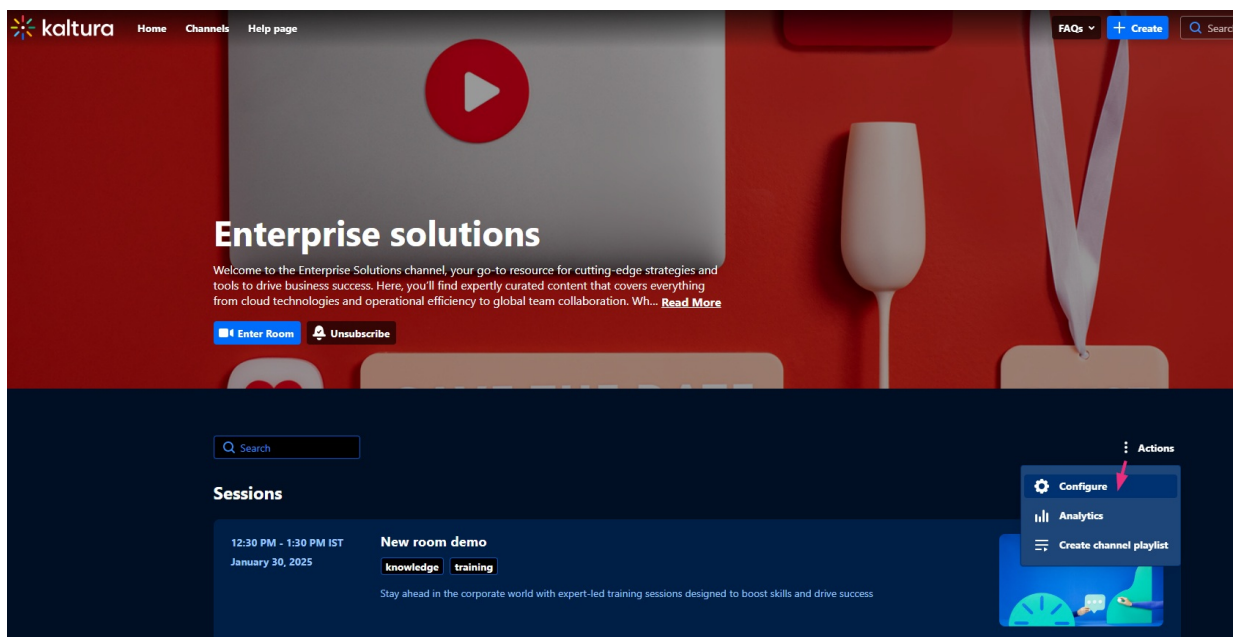 kaltura Home Channels Help page FAQs Create Search
Enterprise solutions
Welcome to the Enterprise Solutions channel, your go-to resource for cutting-edge strategies and
tools to drive business success. Here, you'll find expertly curated content that covers everything
from cloud technologies and operational efficiency to global team collaboration. Wh... Read More
Enter Room Unsubscribe
Search
Actions
Configure
Analytics
Create channel playlist
Sessions
12:30 PM - 1:30 PM IST
January 30, 2025
New room demo
knowledge training
Stay ahead in the corporate world with expert-led training sessions designed to boost skills and drive success